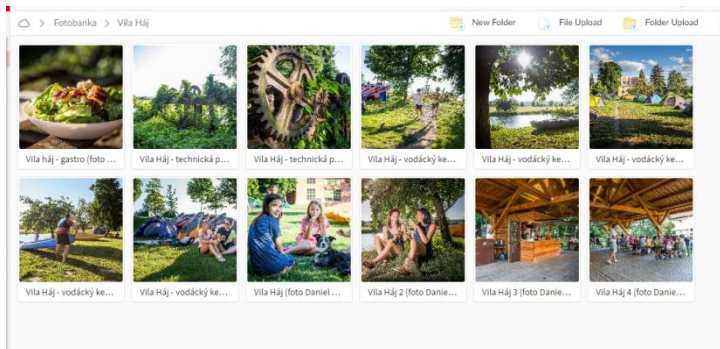 Fotobanka > Vila Háj
New Folder
File Upload
Folder Upload
Vila háj - gastro (foto ...
Vila Háj - technická p...
Vila Háj - technická p...
Vila Háj - vodácký ke...
Vila Háj - vodácký ke...
Vila Háj - vodácký ke...
Vila Háj - vodácký ke...
Vila Háj - vodácký ke...
Vila Háj (foto Daniel ...
Vila Háj 2 (foto Danie...
Vila Háj 3 (foto Danie...
Vila Háj 4 (foto Danie...